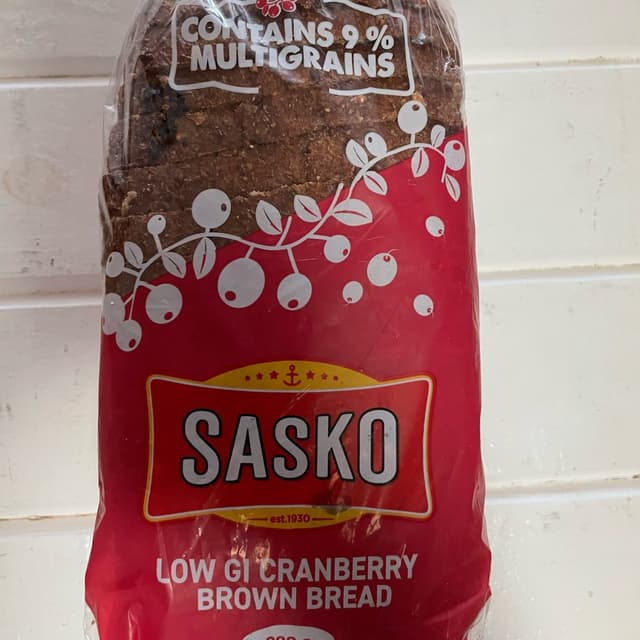 CONTAINS 9 %
MULTIGRAINS
SASKO
est.1930
LOW GI CRANBERRY
BROWN BREAD